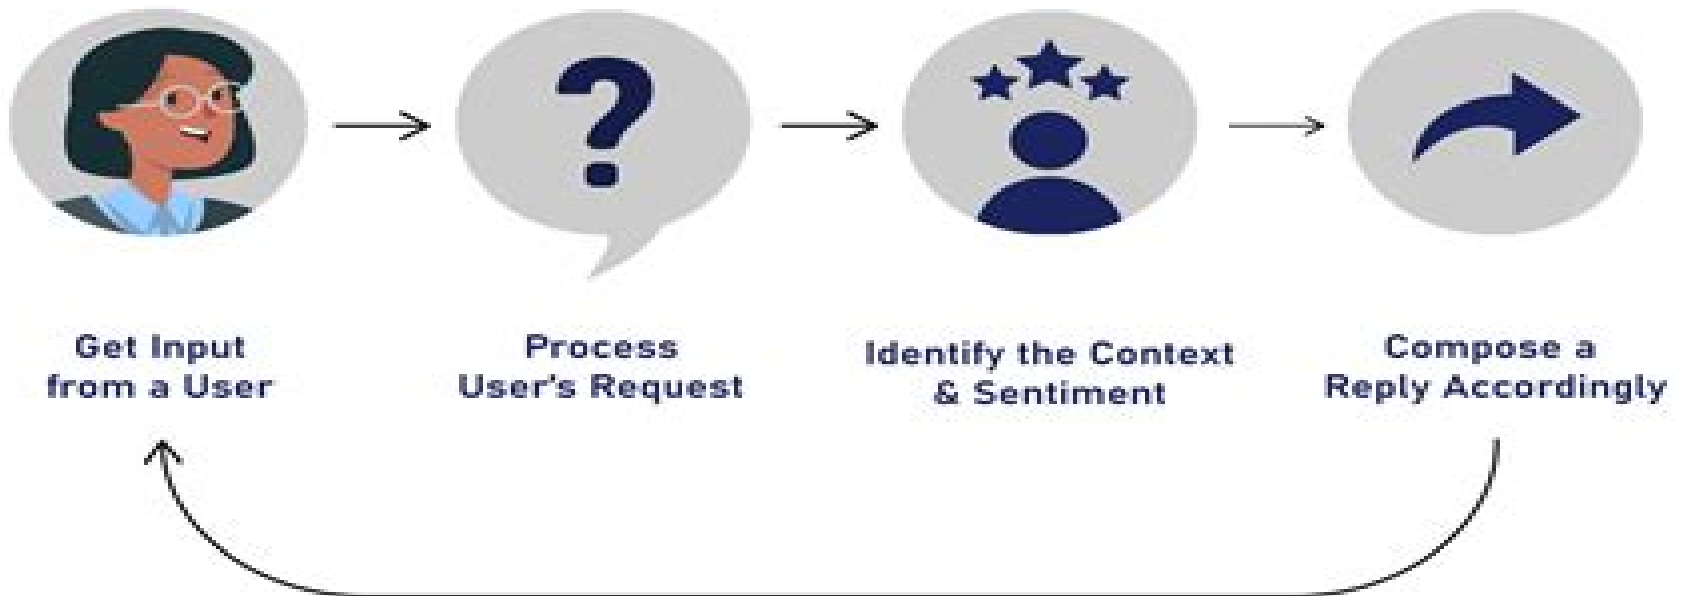 Get Input
from a User
Process
User's Request
Identify the Context
& Sentiment
Compose a
Reply Accordingly